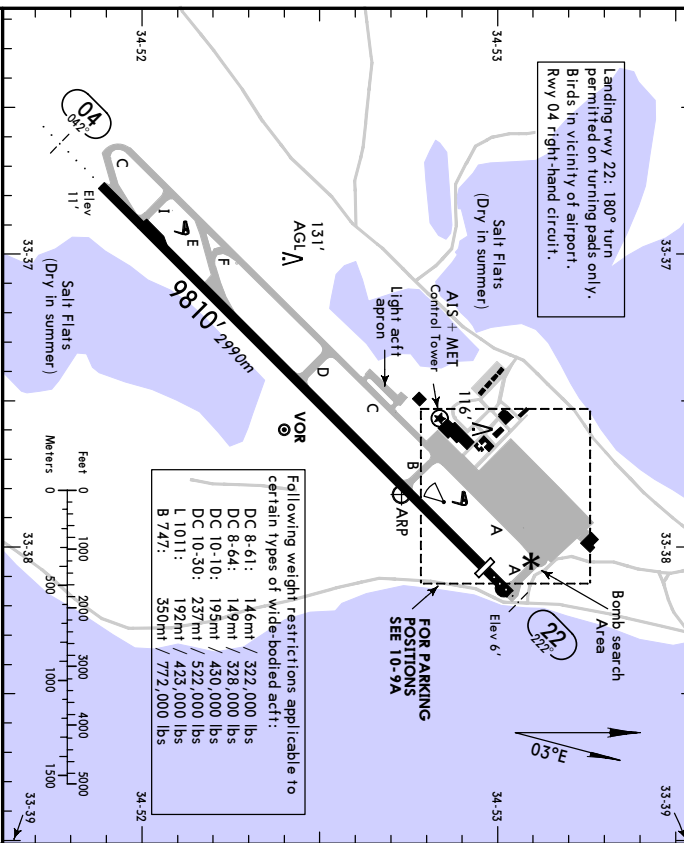 34-52
34-53
Landing rwy 22: 180° turn
permitted on turning pads only.
Birds in vicinity of airport.
Rwy 04 right-hand circuit.
33-37
33-37
04
042°
Elev
11'
C
I
E
F
131'
AGL
Salt Flats
(Dry in summer)
Salt Flats
(Dry in summer)
9810' 2990m
D
C
Light acft
apron
AIS + MET
Control Tower
116'
VOR
B
ARP
A
A
Bomb search
Area
22
222°
Elev 6'
33-38
33-38
FOR PARKING
POSITIONS
SEE 10-9A
03°E
Following weight restrictions applicable to
certain types of wide-bodied acft:
DC 8-61: 146mt / 322,000 lbs
DC 8-64: 149mt / 328,000 lbs
DC 10-10: 195mt / 430,000 lbs
DC 10-30: 237mt / 522,000 lbs
L 1011: 192mt / 423,000 lbs
B 747: 350mt / 772,000 lbs
Feet 0 1000 2000 3000 4000 5000
Meters 0 500 1000 1500
34-52
34-53
33-39
33-39